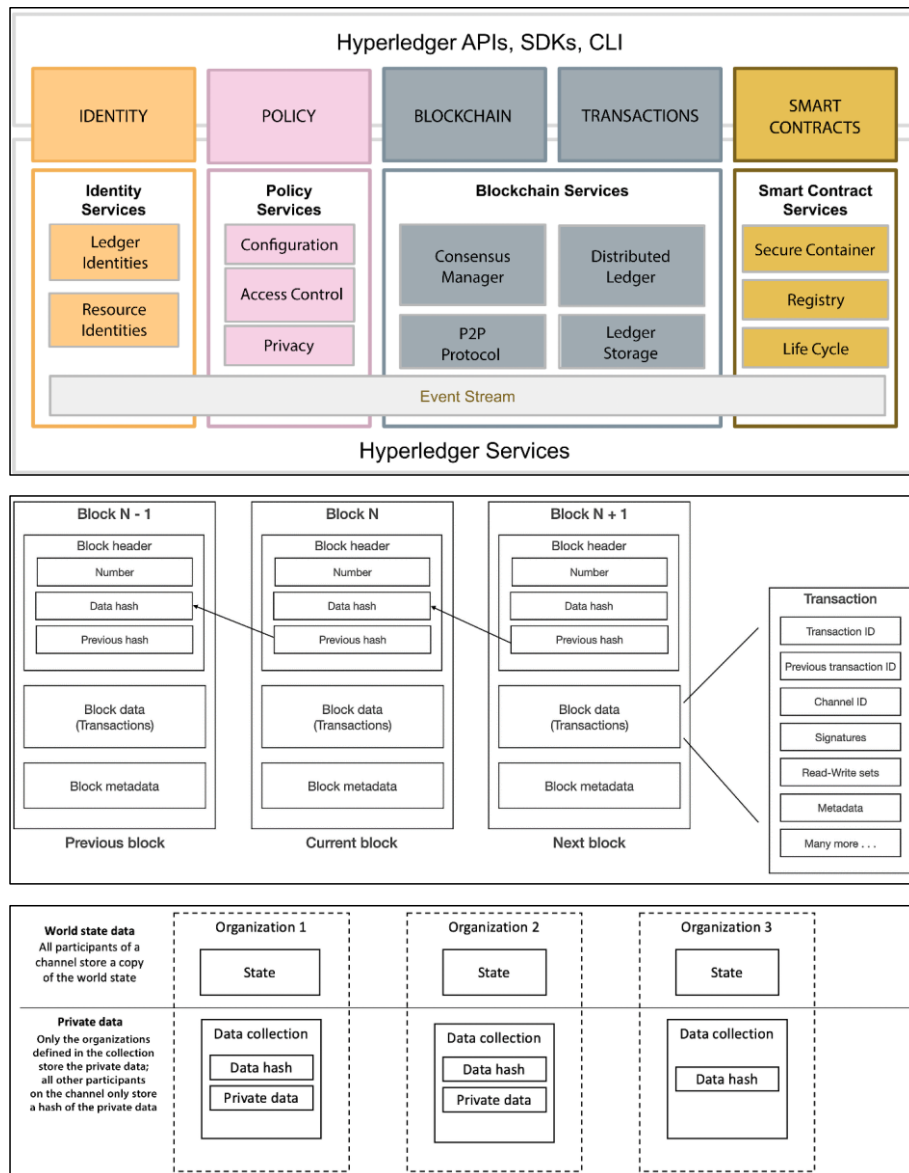 Hyperledger APIs, SDKs, CLI
IDENTITY
POLICY
BLOCKCHAIN
TRANSACTIONS
SMART
CONTRACTS
Identity
Services
Ledger
Identities
Resource
Identities
Policy
Services
Configuration
Access Control
Privacy
Blockchain Services
Consensus
Manager
Distributed
Ledger
P2P
Protocol
Ledger
Storage
Smart Contract
Services
Secure Container
Registry
Life Cycle
Event Stream
Hyperledger Services
Block N - 1
Block header
Number
Data hash
Previous hash
Block data
(Transactions)
Block metadata
Previous block
Block N
Block header
Number
Data hash
Previous hash
Block data
(Transactions)
Block metadata
Current block
Block N + 1
Block header
Number
Data hash
Previous hash
Block data
(Transactions)
Block metadata
Next block
Transaction
Transaction ID
Previous transaction ID
Channel ID
Signatures
Read-Write sets
Metadata
Many more . . .
World state data
All participants of a
channel store a copy
of the world state
Organization 1
State
Organization 2
State
Organization 3
State
Private data
Only the organizations
defined in the collection
store the private data;
all other participants
on the channel only store
a hash of the private data
Data collection
Data hash
Private data
Data collection
Data hash
Private data
Data collection
Data hash